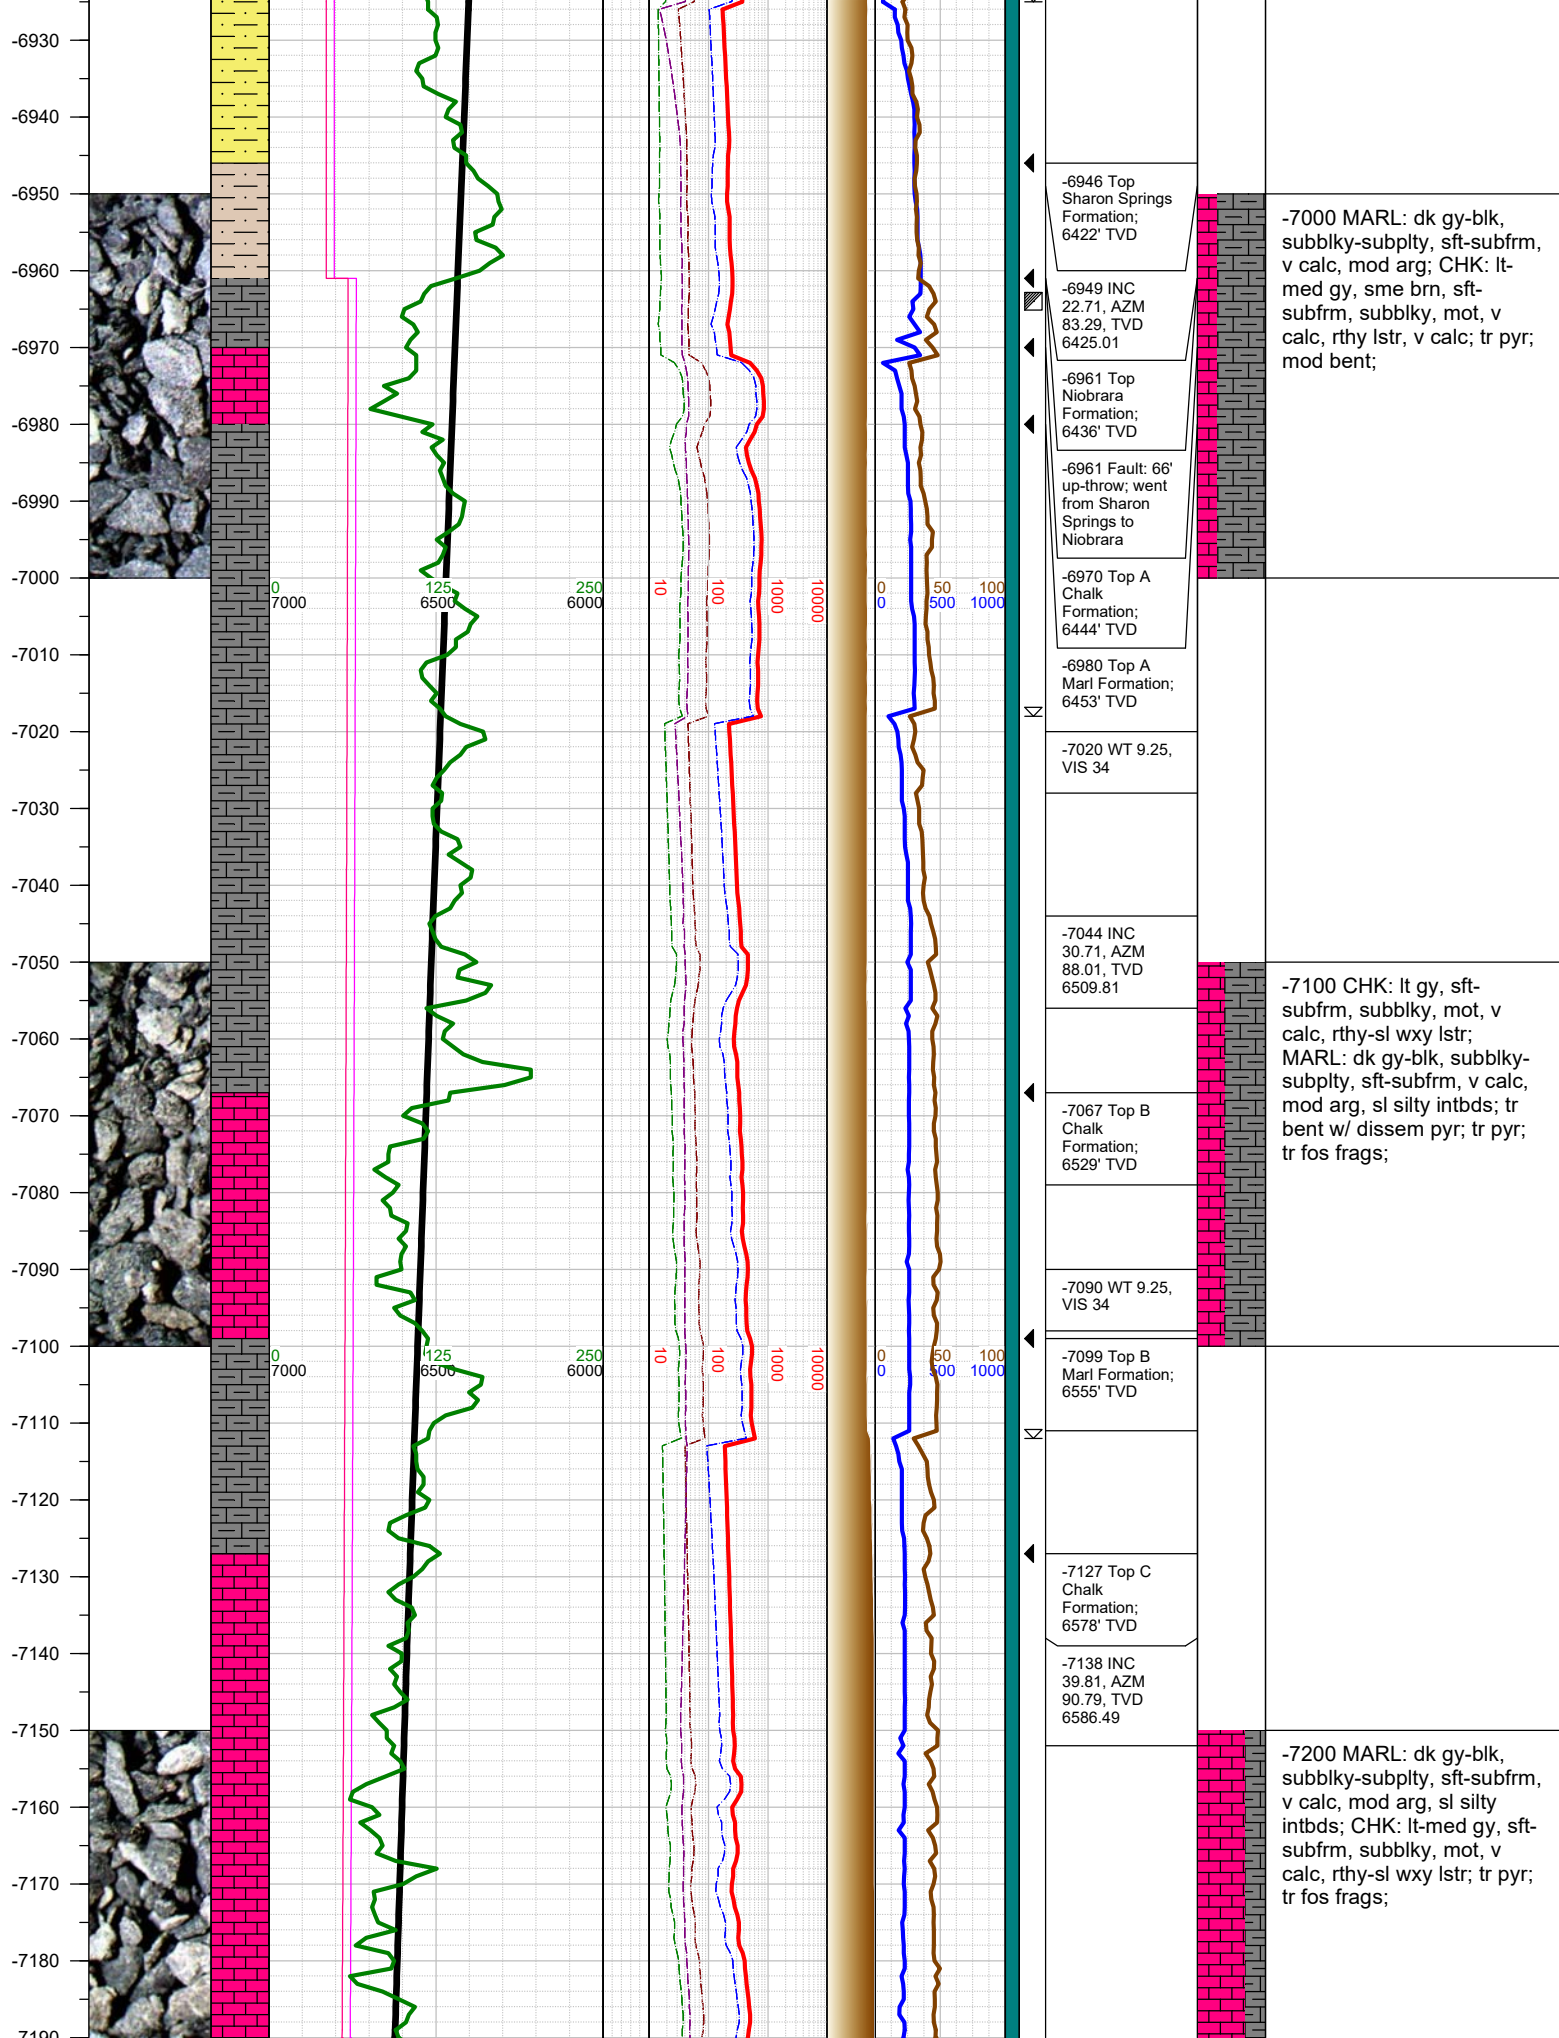 -6930
-6940
-6950
-6960
-6970
-6980
-6990
-7000
-7010
-7020
-7030
-7040
-7050
-7060
-7070
-7080
-7090
-7100
-7110
-7120
-7130
-7140
-7150
-7160
-7170
-7180
-7190
0 125 250
7000 6500 6000
10 100 1000 10000
0 50 100
0 500 1000
0 125 250
7000 6500 6000
10 100 1000 10000
0 50 100
0 500 1000
-6946 Top
Sharon Springs
Formation;
6422' TVD
-6949 INC
22.71, AZM
83.29, TVD
6425.01
-6961 Top
Niobrara
Formation;
6436' TVD
-6961 Fault: 66'
up-throw; went
from Sharon
Springs to
Niobrara
-6970 Top A
Chalk
Formation;
6444' TVD
-6980 Top A
Marl Formation;
6453' TVD
-7020 WT 9.25,
VIS 34
-7044 INC
30.71, AZM
88.01, TVD
6509.81
-7067 Top B
Chalk
Formation;
6529' TVD
-7090 WT 9.25,
VIS 34
-7099 Top B
Marl Formation;
6555' TVD
-7127 Top C
Chalk
Formation;
6578' TVD
-7138 INC
39.81, AZM
90.79, TVD
6586.49
-7000 MARL: dk gy-blk,
subblky-subplty, sft-subfrm,
v calc, mod arg; CHK: lt-
med gy, sme brn, sft-
subfrm, subblky, mot, v
calc, rthy lstr, v calc; tr pyr;
mod bent;
-7100 CHK: lt gy, sft-
subfrm, subblky, mot, v
calc, rthy-sl wxy lstr;
MARL: dk gy-blk, subblky-
subplty, sft-subfrm, v calc,
mod arg, sl silty intbds; tr
bent w/ dissem pyr; tr pyr;
tr fos frags;
-7200 MARL: dk gy-blk,
subblky-subplty, sft-subfrm,
v calc, mod arg, sl silty
intbds; CHK: lt-med gy, sft-
subfrm, subblky, mot, v
calc, rthy-sl wxy lstr; tr pyr;
tr fos frags;